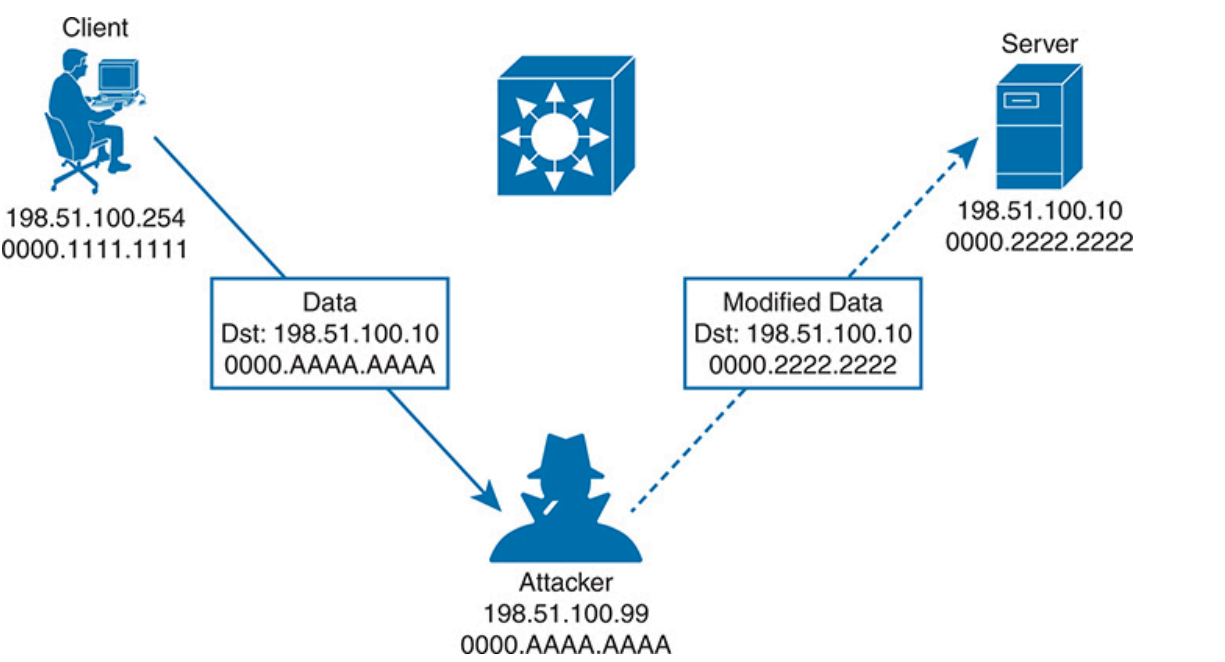 Client
198.51.100.254
0000.1111.1111
Server
198.51.100.10
0000.2222.2222
Data
Dst: 198.51.100.10
0000.AAAA.AAAA
Modified Data
Dst: 198.51.100.10
0000.2222.2222
Attacker
198.51.100.99
0000.AAAA.AAAA